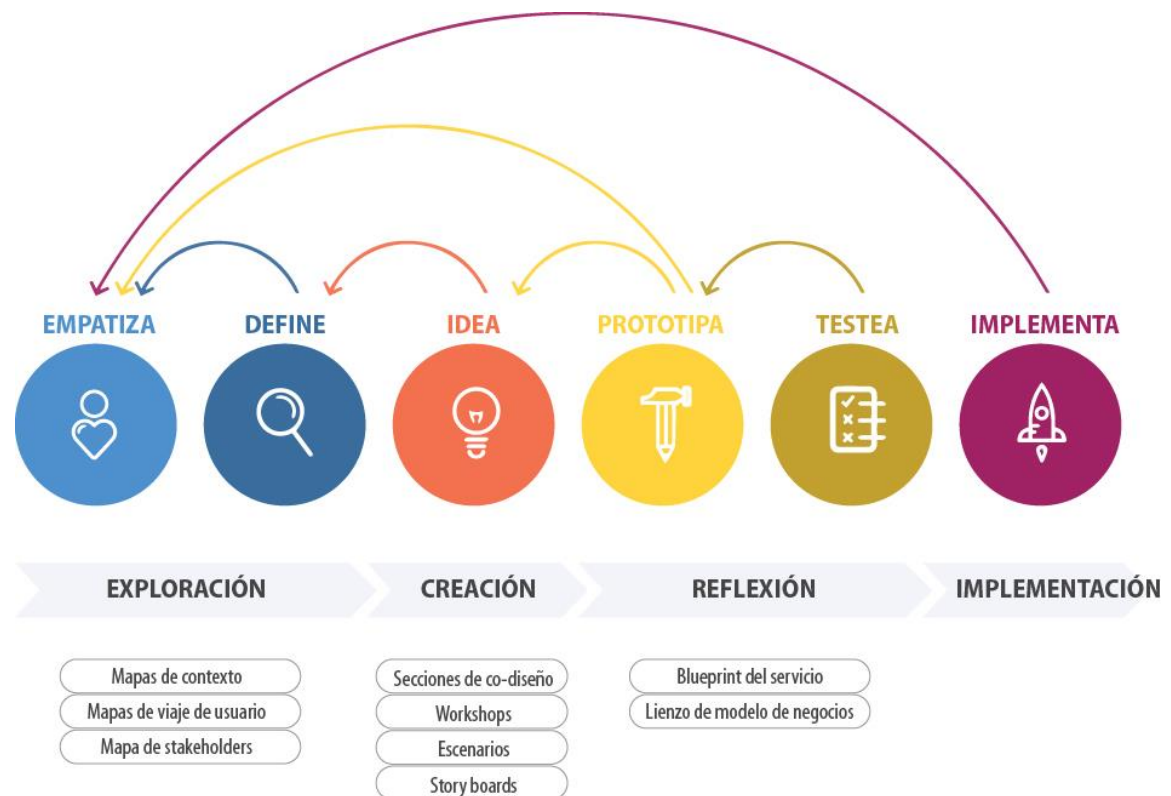 EMPATIZA
DEFINE
IDEA
PROTOTIPA
TESTEA
IMPLEMENTA
EXPLORACIÓN
CREACIÓN
REFLEXIÓN
IMPLEMENTACIÓN
Mapas de contexto
Mapas de viaje de usuario
Mapa de stakeholders
Secciones de co-diseño
Workshops
Escenarios
Story boards
Blueprint del servicio
Lienzo de modelo de negocios